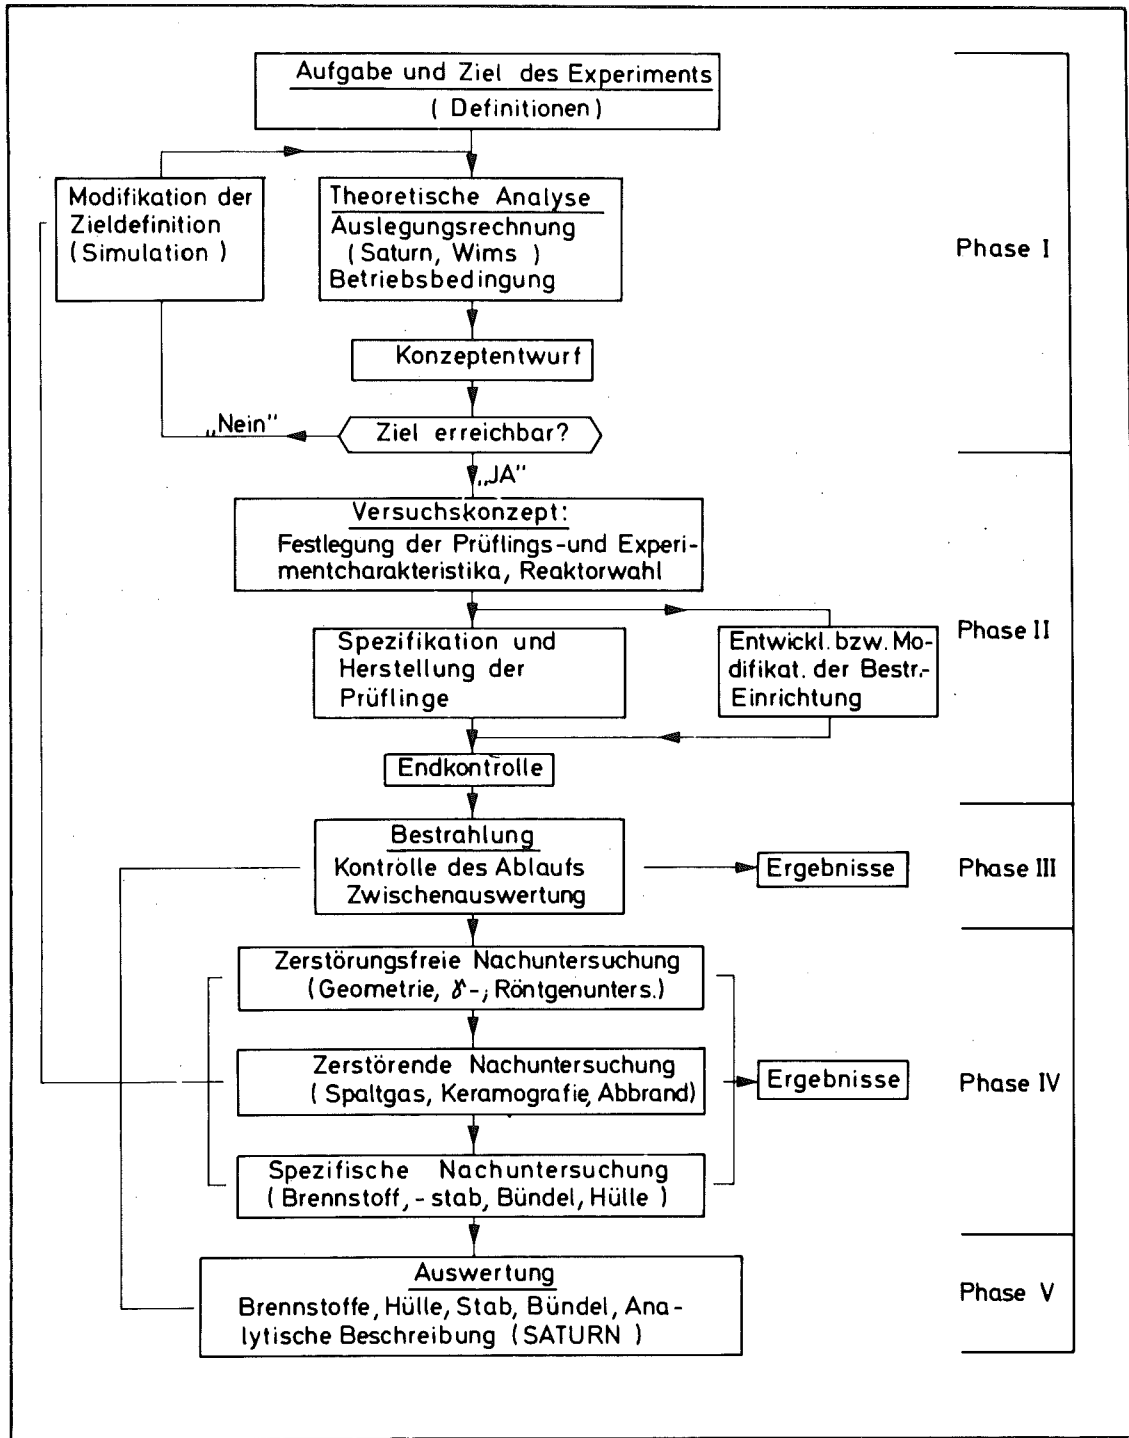 Aufgabe und Ziel des Experiments
( Definitionen )
Modifikation der
Zieldefinition
( Simulation )
Theoretische Analyse
Auslegungsrechnung
( Saturn, Wims )
Betriebsbedingung
Phase I
Konzeptentwurf
„Nein"
Ziel erreichbar?
„JA"
Versuchskonzept:
Festlegung der Prüflings-und Experi-
mentcharakteristika, Reaktorwahl
Spezifikation und
Herstellung der
Prüflinge
Entwickl. bzw. Mo-
difikat. der Bestr.-
Einrichtung
Phase II
Endkontrolle
Bestrahlung
Kontrolle des Ablaufs
Zwischenauswertung
Ergebnisse
Phase III
Zerstörungsfreie Nachuntersuchung
(Geometrie, γ-, Röntgenunters.)
Zerstörende Nachuntersuchung
( Spaltgas, Keramografie, Abbrand)
Ergebnisse
Phase IV
Spezifische Nachuntersuchung
( Brennstoff, - stab, Bündel, Hülle )
Auswertung
Brennstoffe, Hülle, Stab, Bündel, Ana-
lytische Beschreibung ( SATURN )
Phase V